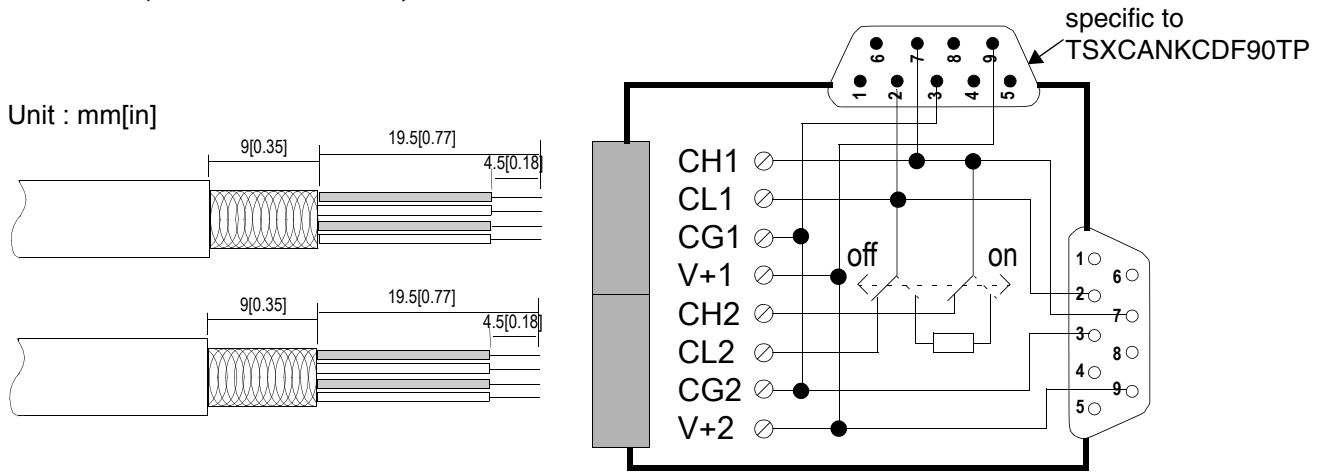 specific to
TSXCANKCDF90TP
6 7 8 9
1 2 3 4 5
Unit : mm[in]
9[0.35]
19.5[0.77]
4.5[0.18]
9[0.35]
19.5[0.77]
4.5[0.18]
CH1
CL1
CG1
V+1
CH2
CL2
CG2
V+2
off
on
1
6
2
7
3
8
4
9
5